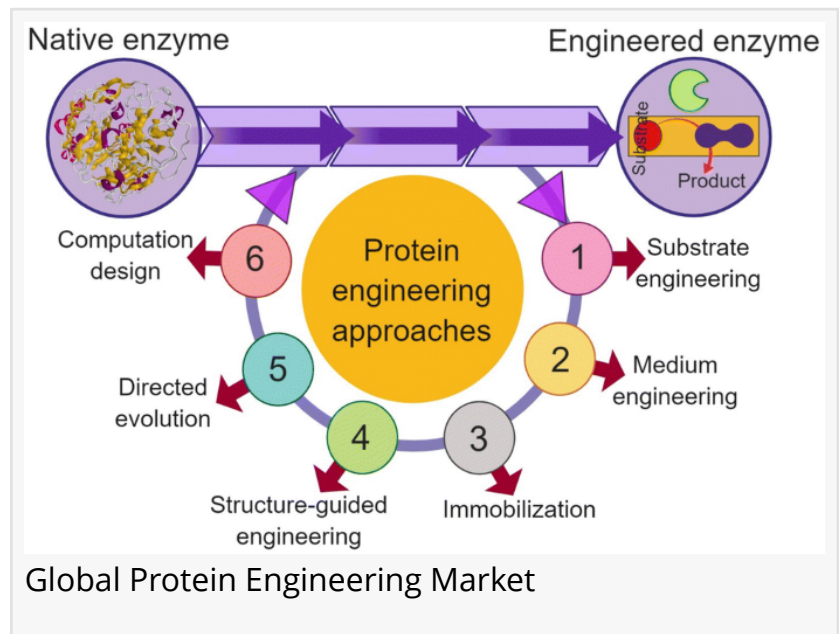 Native enzyme
Engineered enzyme
Substrate
Product
Protein
engineering
approaches
1
Substrate
engineering
2
Medium
engineering
3
Immobilization
4
Structure-guided
engineering
5
Directed
evolution
6
Computation
design
Global Protein Engineering Market